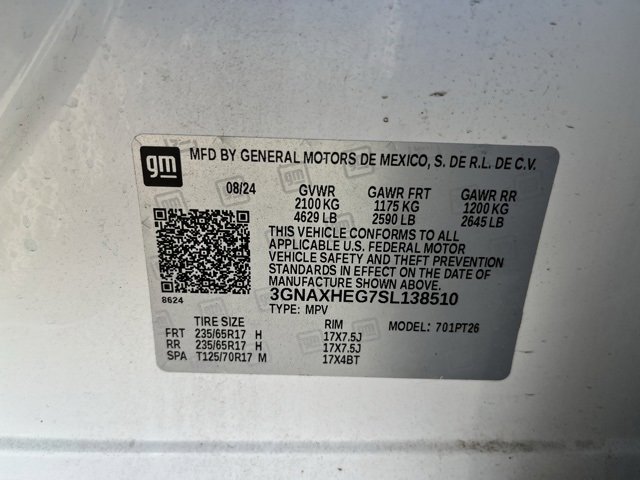 gm
MFD BY GENERAL MOTORS DE MEXICO, S. DE R.L. DE C.V.
08/24 GVWR GAWR FRT GAWR RR
2100 KG 1175 KG 1200 KG
4629 LB 2590 LB 2645 LB
THIS VEHICLE CONFORMS TO ALL
APPLICABLE U.S. FEDERAL MOTOR
VEHICLE SAFETY AND THEFT PREVENTION
STANDARDS IN EFFECT ON THE DATE OF
MANUFACTURE SHOWN ABOVE.
3GNAXHEG7SL138510
8624
TYPE: MPV
TIRE SIZE RIM MODEL: 701PT26
FRT 235/65R17 H 17X7.5J
RR 235/65R17 H 17X7.5J
SPA T125/70R17 M 17X4BT